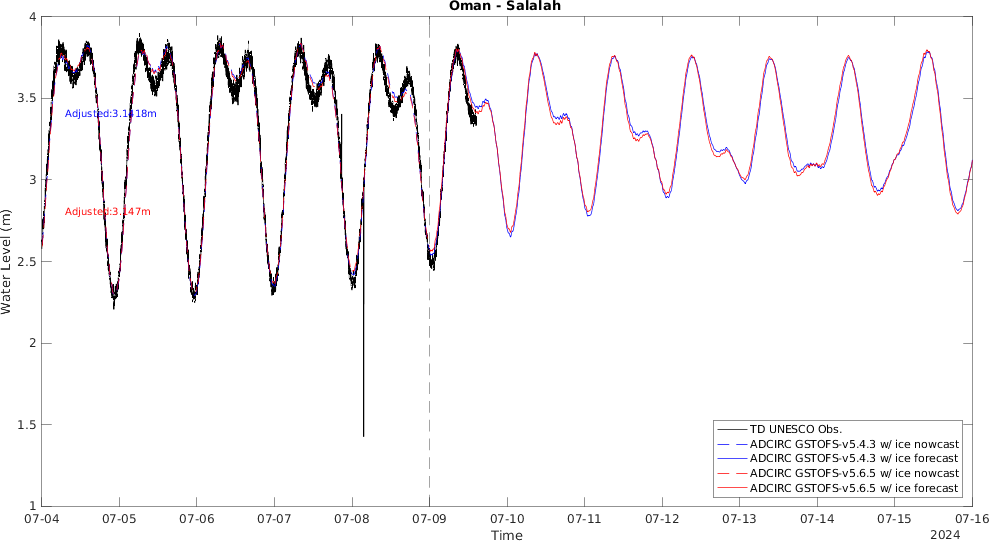 Oman - Salalah
4
3.5
3
2.5
2
1.5
1
Water Level (m)
Adjusted:3.1418m
Adjusted:3.147m
TD UNESCO Obs.
ADCIRC GSTOFS-v5.4.3 w/ ice nowcast
ADCIRC GSTOFS-v5.4.3 w/ ice forecast
ADCIRC GSTOFS-v5.6.5 w/ ice nowcast
ADCIRC GSTOFS-v5.6.5 w/ ice forecast
07-04 07-05 07-06 07-07 07-08 07-09 07-10 07-11 07-12 07-13 07-14 07-15 07-16
Time
2024